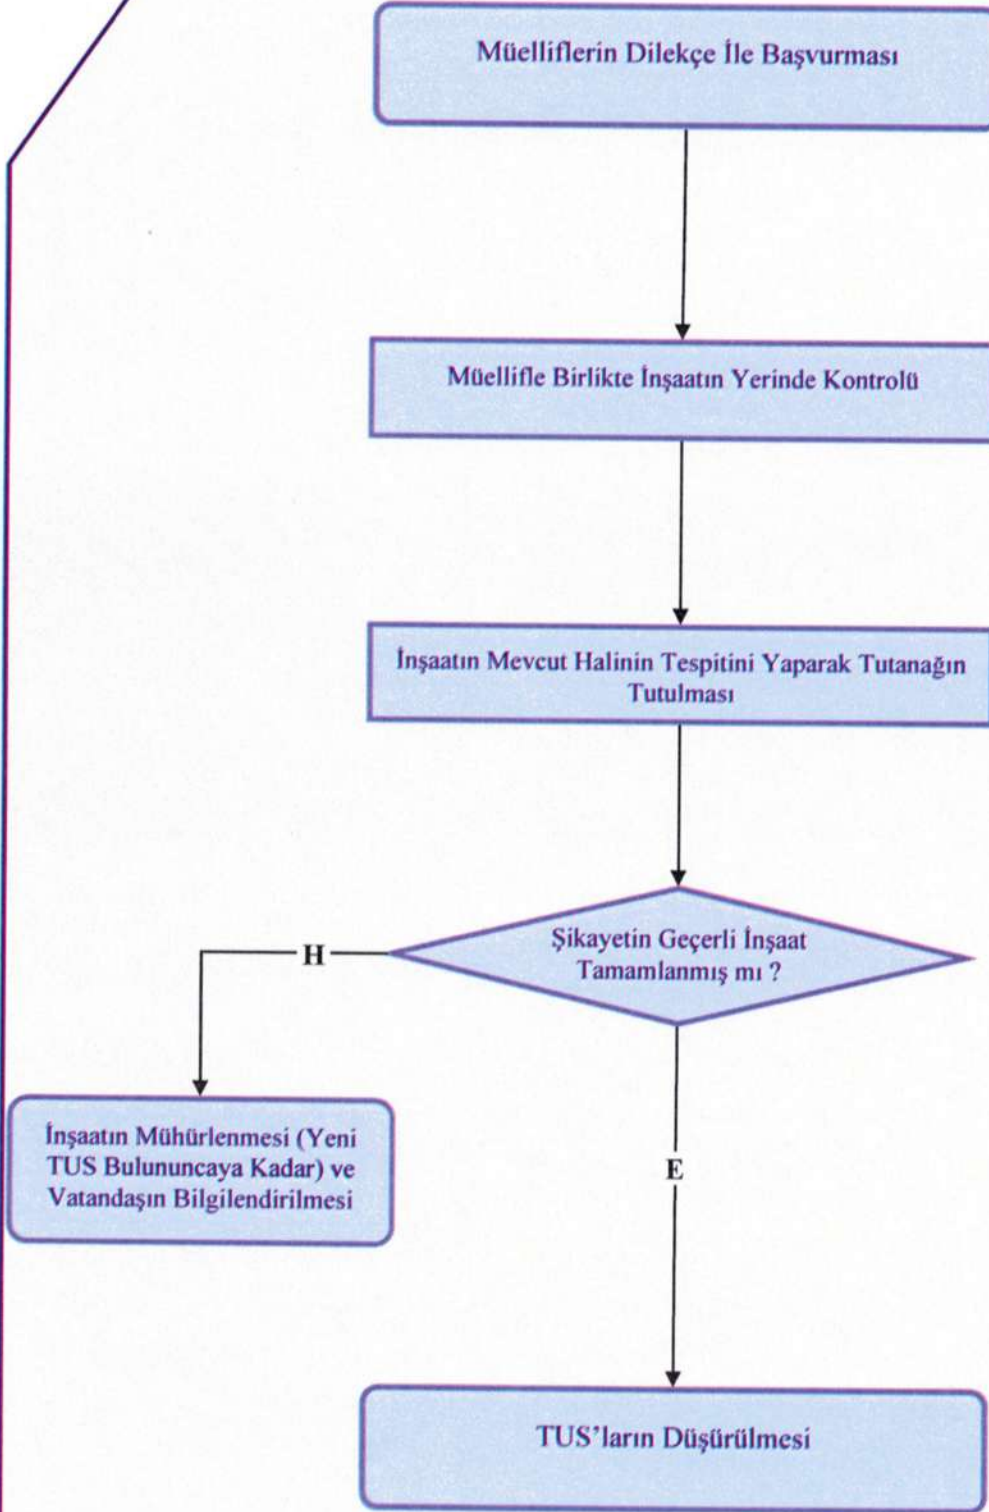 Müelliflerin Dilekçe İle Başvurması
Müellifle Birlikte İnşaatın Yerinde Kontrolü
İnşaatın Mevcut Halinin Tespitini Yaparak Tutanağın
Tutulması
Şikayetin Geçerli İnşaat
Tamamlanmış mı ?
H
İnşaatın Mühürlenmesi (Yeni
TUS Bulununcaya Kadar) ve
Vatandaşın Bilgilendirilmesi
E
TUS'ların Düşürülmesi